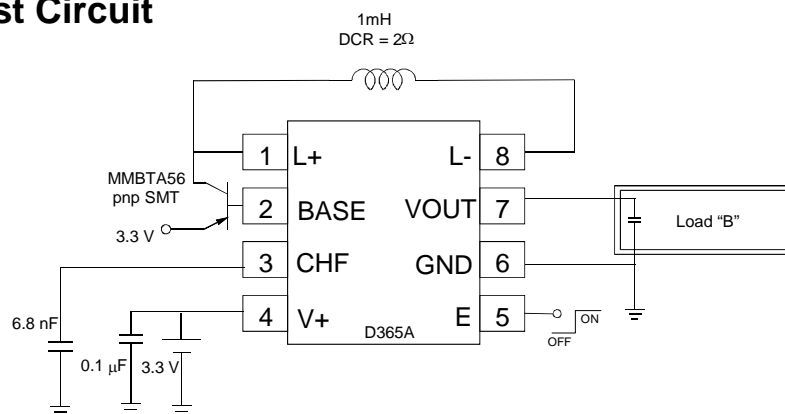 st Circuit
1mH
DCR = 2Ω
1 L+ L- 8
MMBTA56
pnp SMT
2 BASE VOUT 7
Load "B"
3.3 V
3 CHF GND 6
4 V+ E 5
ON
OFF
D365A
6.8 nF
0.1 μF 3.3 V